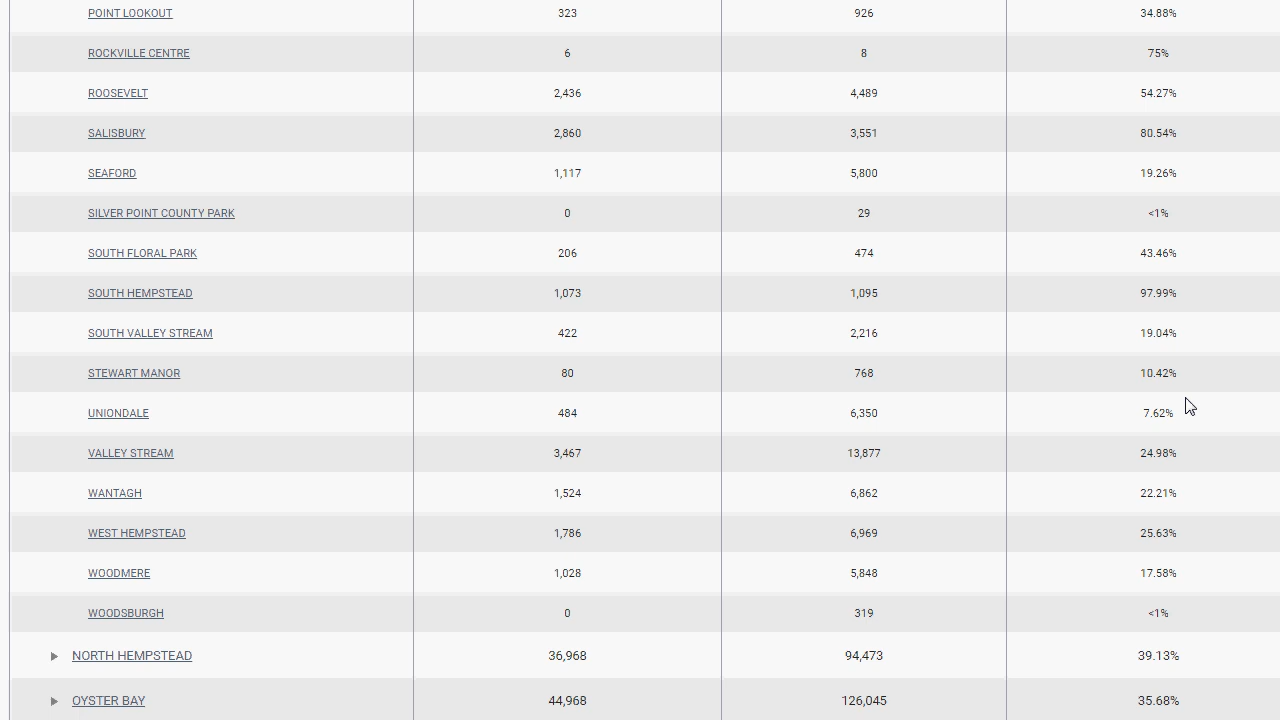 POINT LOOKOUT 323 926 34.88%
ROCKVILLE CENTRE 6 8 75%
ROOSEVELT 2,436 4,489 54.27%
SALISBURY 2,860 3,551 80.54%
SEAFORD 1,117 5,800 19.26%
SILVER POINT COUNTY PARK 0 29 <1%
SOUTH FLORAL PARK 206 474 43.46%
SOUTH HEMPSTEAD 1,073 1,095 97.99%
SOUTH VALLEY STREAM 422 2,216 19.04%
STEWART MANOR 80 768 10.42%
UNIONDALE 484 6,350 7.62%
VALLEY STREAM 3,467 13,877 24.98%
WANTAGH 1,524 6,862 22.21%
WEST HEMPSTEAD 1,786 6,969 25.63%
WOODMERE 1,028 5,848 17.58%
WOODSBURGH 0 319 <1%
NORTH HEMPSTEAD 36,968 94,473 39.13%
OYSTER BAY 44,968 126,045 35.68%